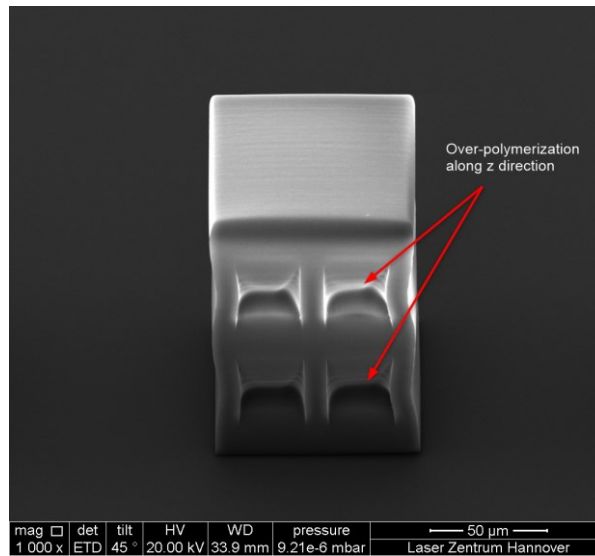 Over-polymerization
along z direction
mag □ det tilt HV WD pressure 50 µm
1 000 x ETD 45 ° 20.00 kV 33.9 mm 9.21e-6 mbar Laser Zentrum Hannover